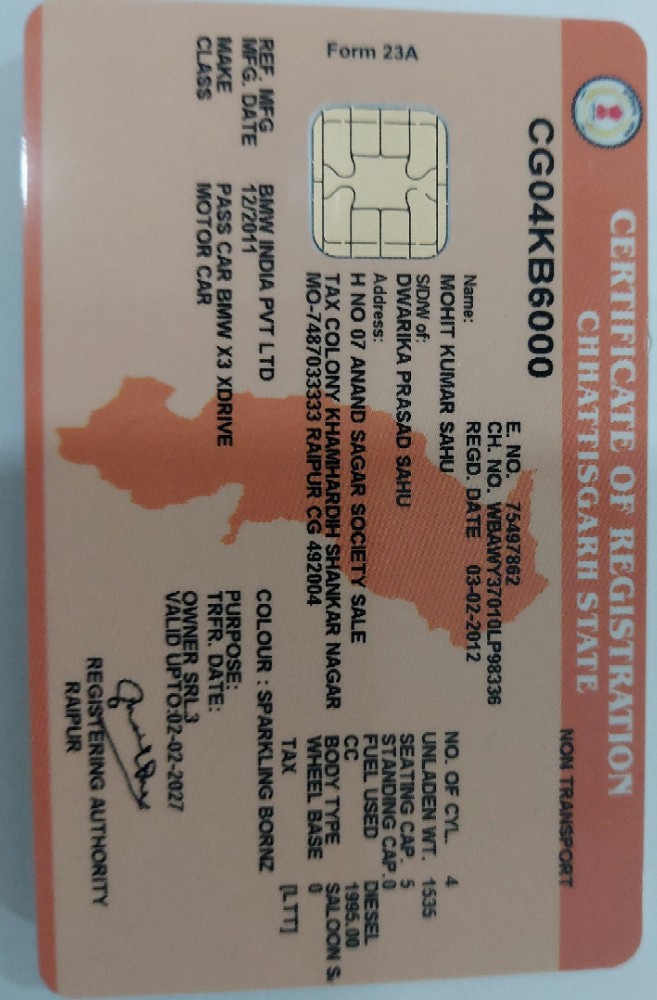 CERTIFICATE OF REGISTRATION
CHHATTISGARH STATE
NON TRANSPORT
CG04KB6000
E. NO. 75497862
CH. NO. WBAWY37010LP98336
REGD. DATE 03-02-2012
Form 23A
Name:
MOHIT KUMAR SAHU
S/D/W of:
DWARIKA PRASAD SAHU
Address:
H NO 07 ANAND SAGAR SOCIETY SALE
TAX COLONY KHAMHARDIH SHANKAR NAGAR
MO-7487033333 RAIPUR CG 492004
NO. OF CYL. 4
UNLADEN WT. 1535
SEATING CAP. 5
STANDING CAP. 0
FUEL USED DIESEL
CC 1995.00
BODY TYPE SALOON S.
WHEEL BASE 0
TAX [LTT]
REF. MFG BMW INDIA PVT LTD
MFG. DATE 12/2011
MAKE PASS CAR BMW X3 XDRIVE
CLASS MOTOR CAR
COLOUR : SPARKLING BORNZ
PURPOSE:
TRFR. DATE:
OWNER SRL.3
VALID UPTO:02-02-2027
REGISTERING AUTHORITY
RAIPUR